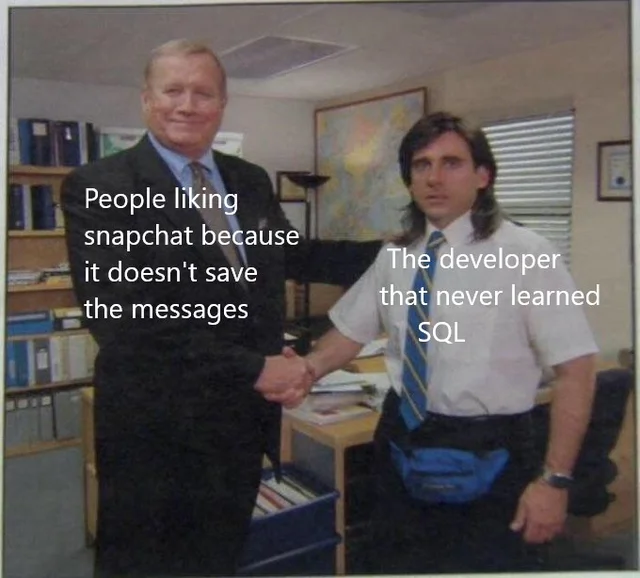 People liking
snapchat because
it doesn't save
the messages
The developer
that never learned
SQL